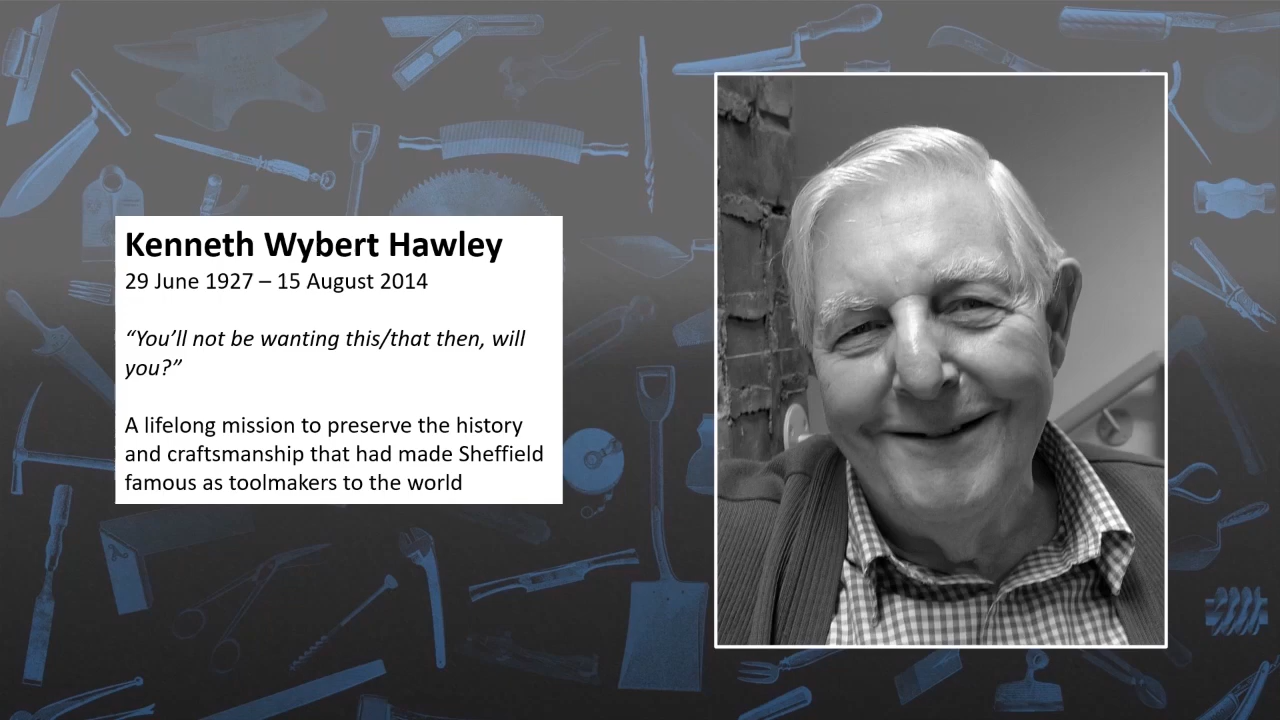 Kenneth Wybert Hawley
29 June 1927 – 15 August 2014
“You’ll not be wanting this/that then, will
you?”
A lifelong mission to preserve the history
and craftsmanship that had made Sheffield
famous as toolmakers to the world